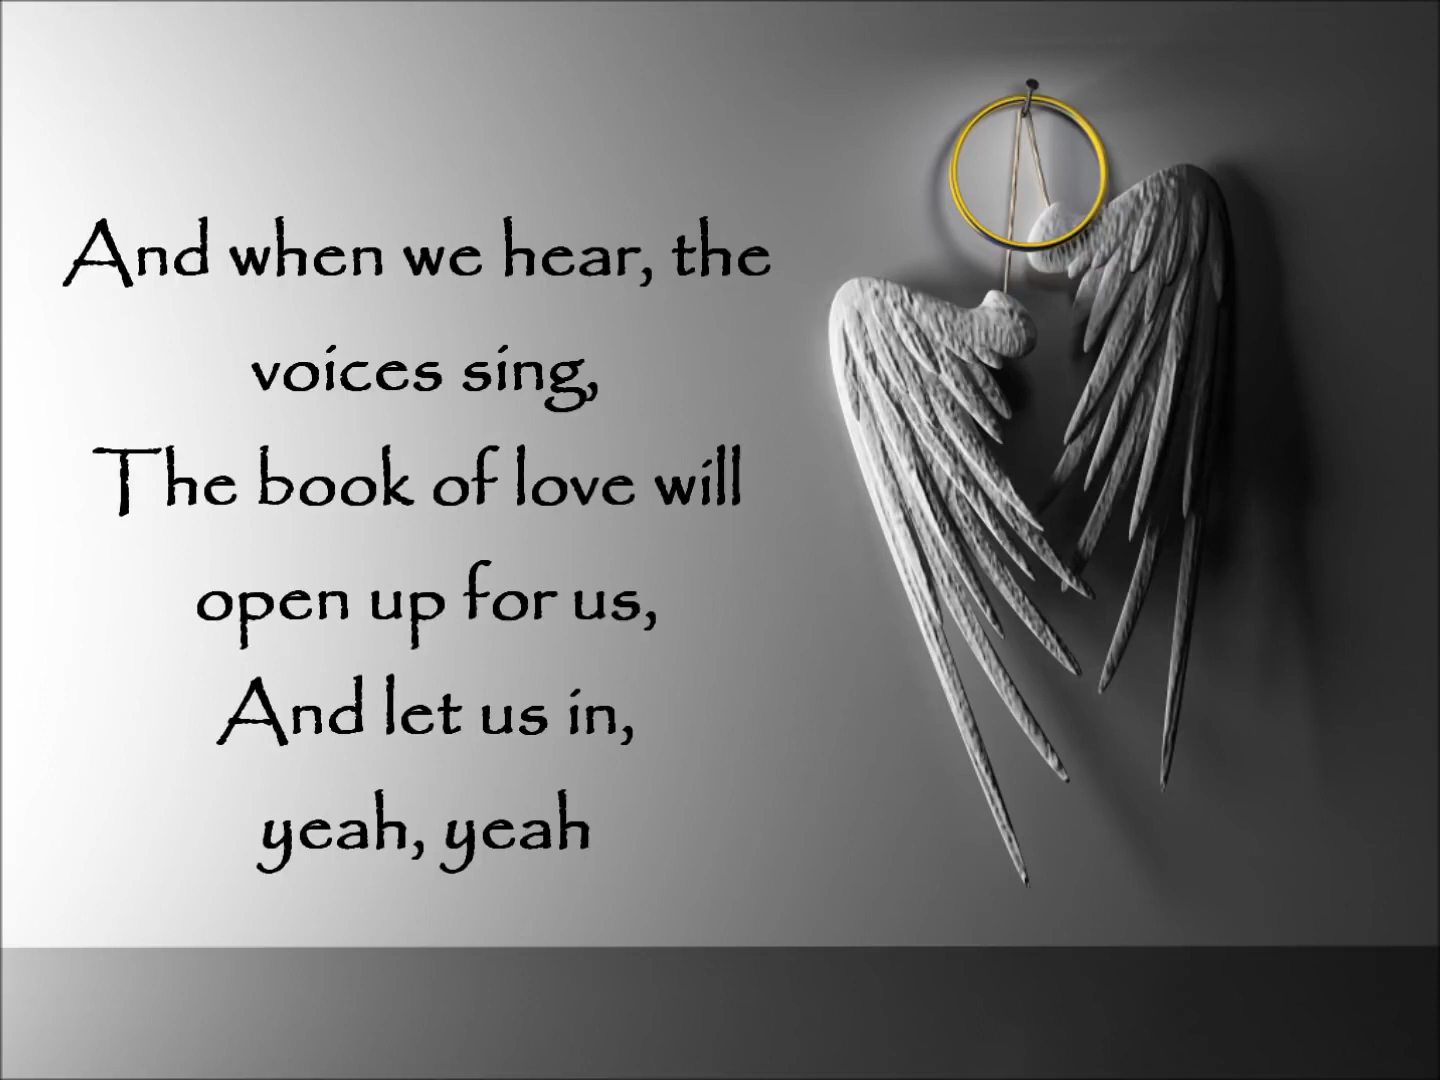 And when we hear, the
voices sing,
The book of love will
open up for us,
And let us in,
yeah, yeah